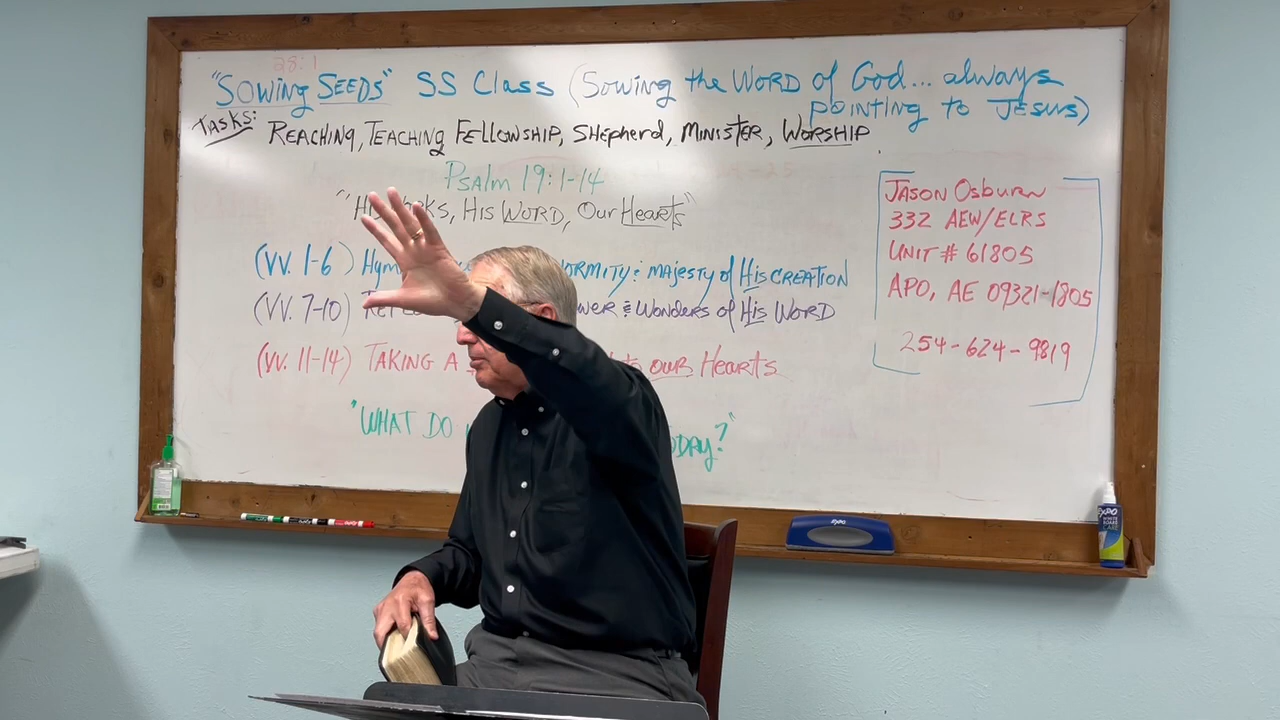 "Sowing Seeds" SS Class (Sowing the Word of God... always
pointing to Jesus)
Tasks: Reaching, Teaching Fellowship, Shepherd, Minister, Worship
Psalm 19:1-14
His Word, Our Hearts"
(VV. 1-6) majesty of His Creation
(VV. 7-10) & Wonders of His Word
(VV. 11-14) Taking a our Hearts
"What do
Jason Osburn
332 AEW/ELRS
Unit # 61805
APO, AE 09321-1805
254-624-9819
EXPO
EXPO